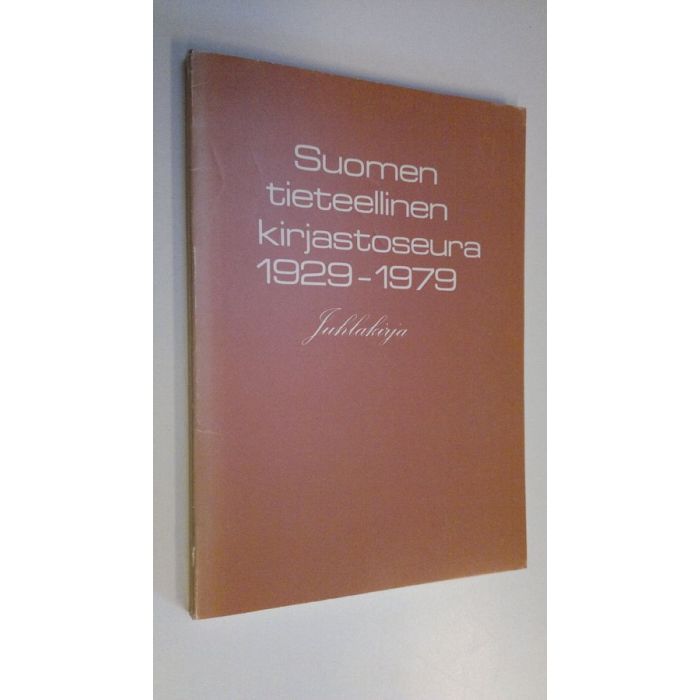 Suomen
tieteellinen
kirjastoseura
1929-1979
Juhlakirja